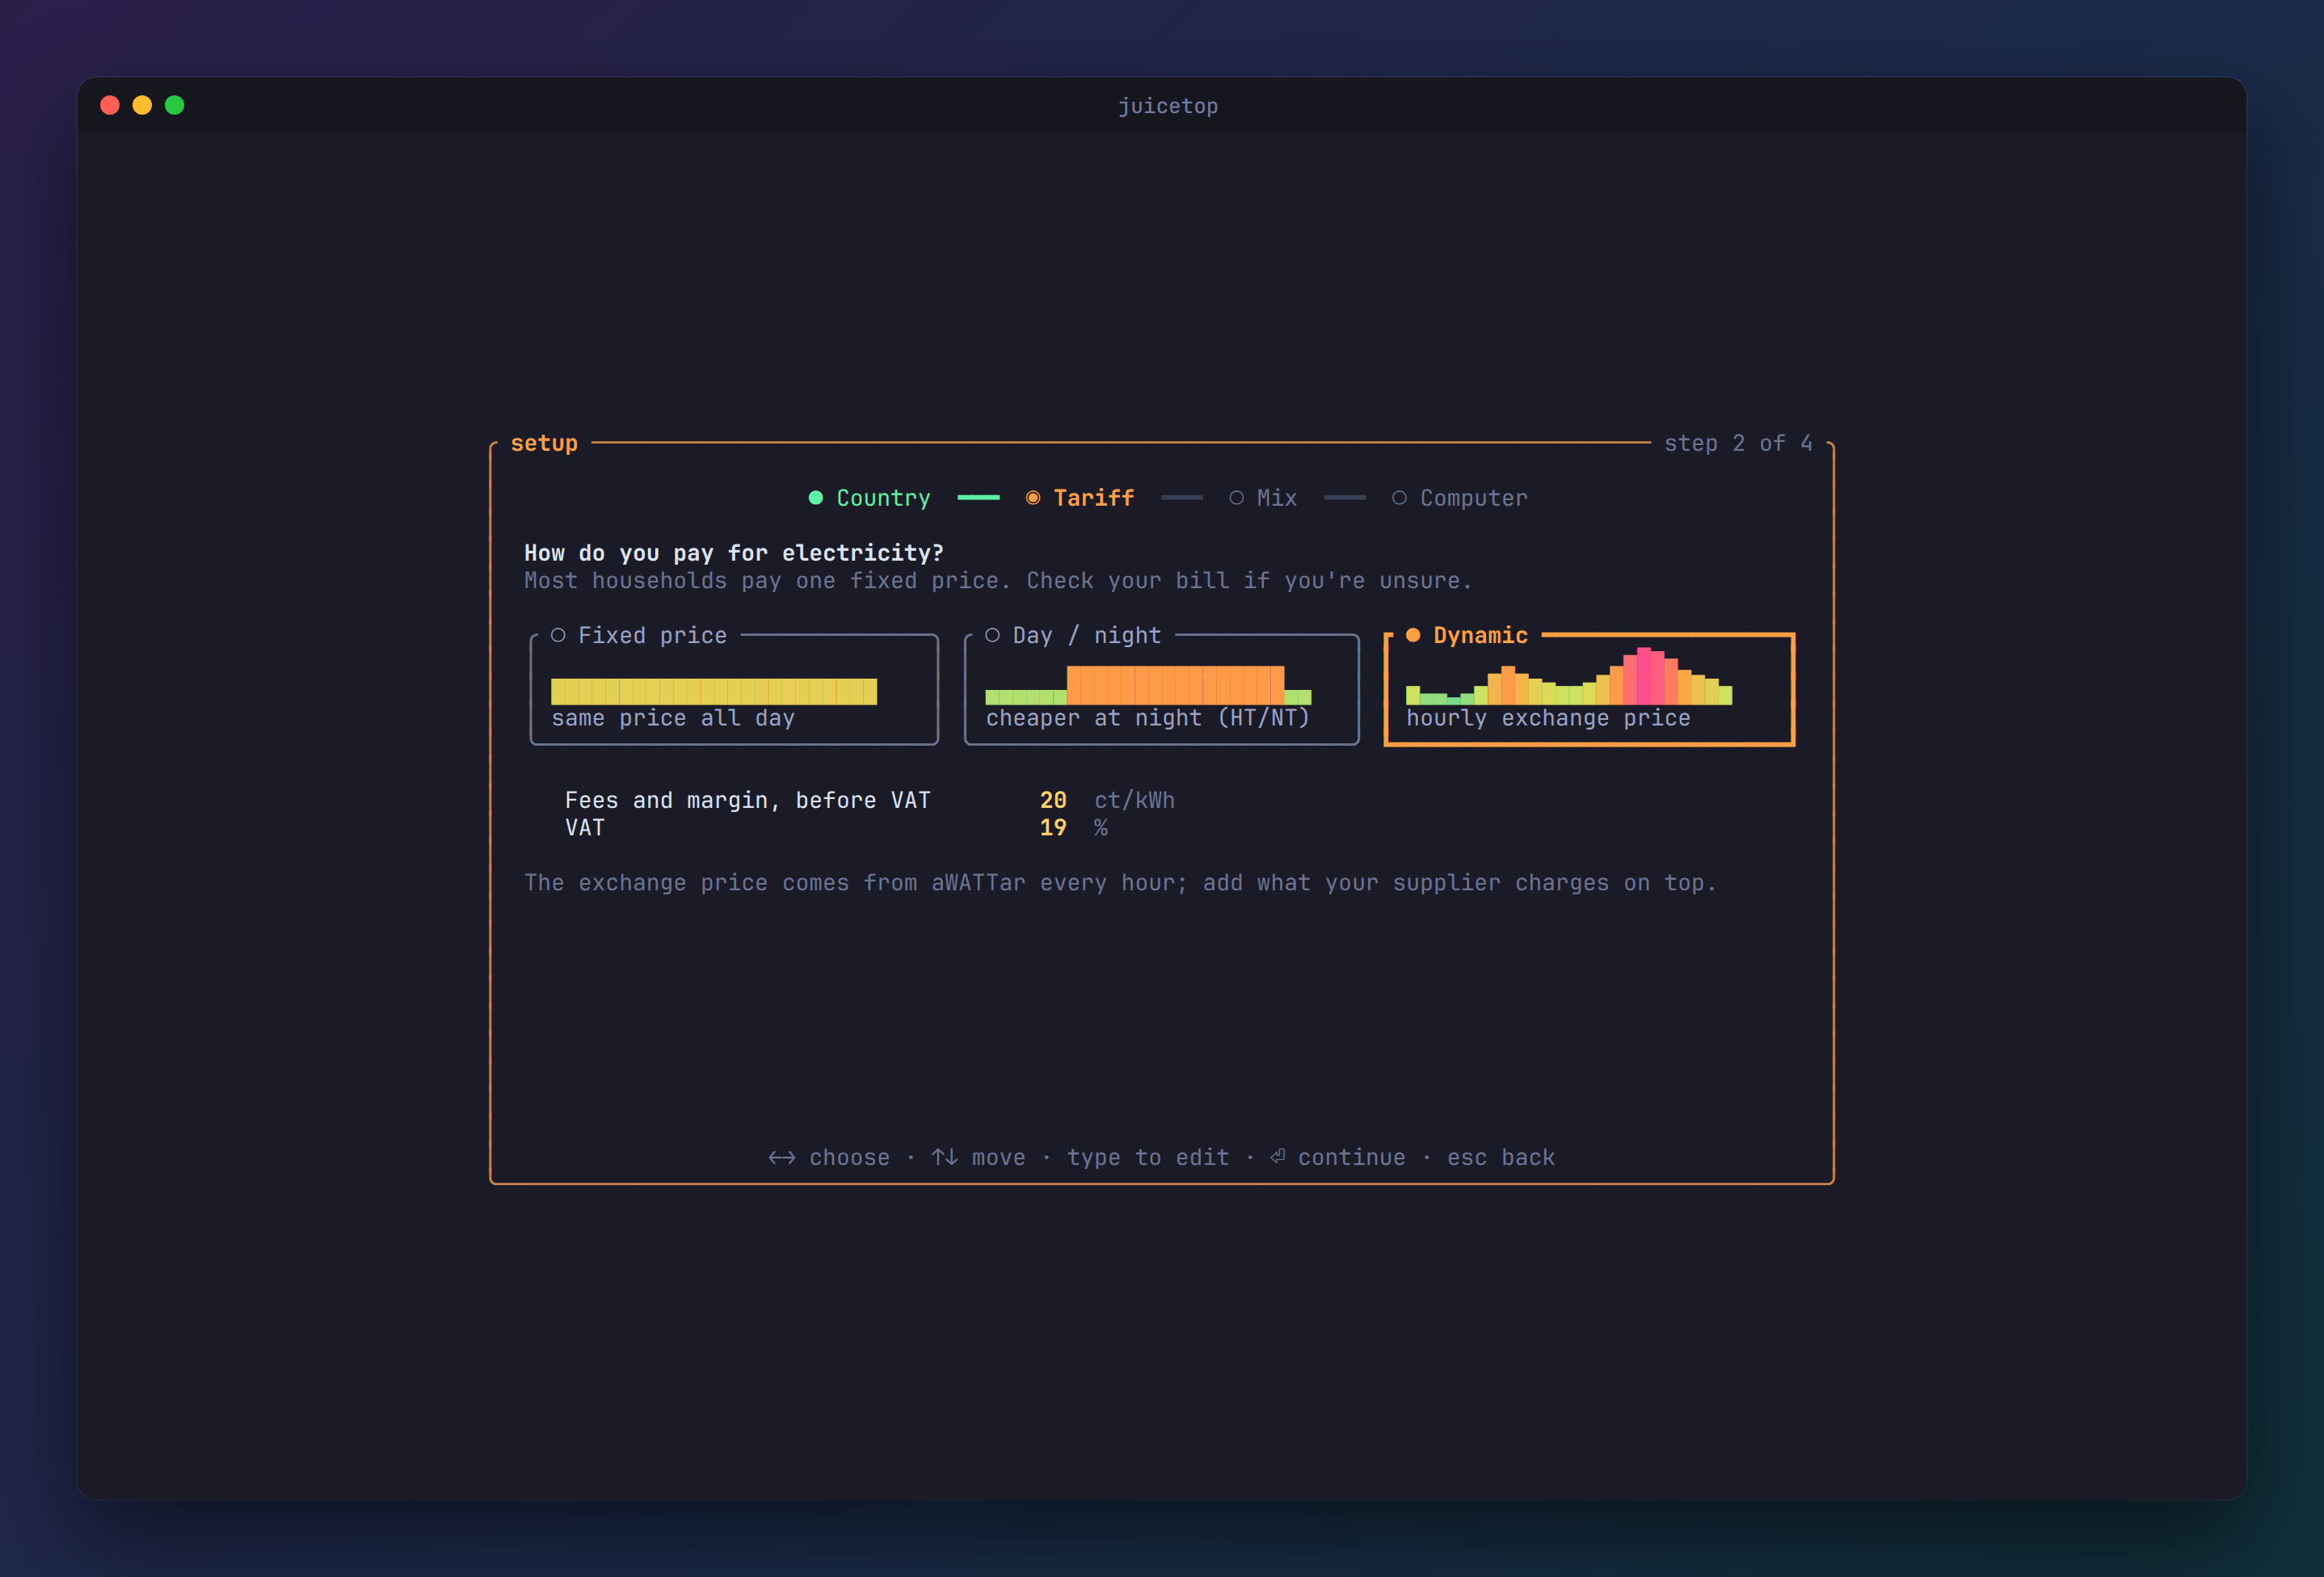 juicetop
setup step 2 of 4
● Country ━━━ ◉ Tariff ━━━ ○ Mix ━━━ ○ Computer
How do you pay for electricity?
Most households pay one fixed price. Check your bill if you're unsure.
○ Fixed price ○ Day / night ● Dynamic
same price all day cheaper at night (HT/NT) hourly exchange price
Fees and margin, before VAT 20 ct/kWh
VAT 19 %
The exchange price comes from aWATTar every hour; add what your supplier charges on top.
←→ choose · ↑↓ move · type to edit · ⏎ continue · esc back